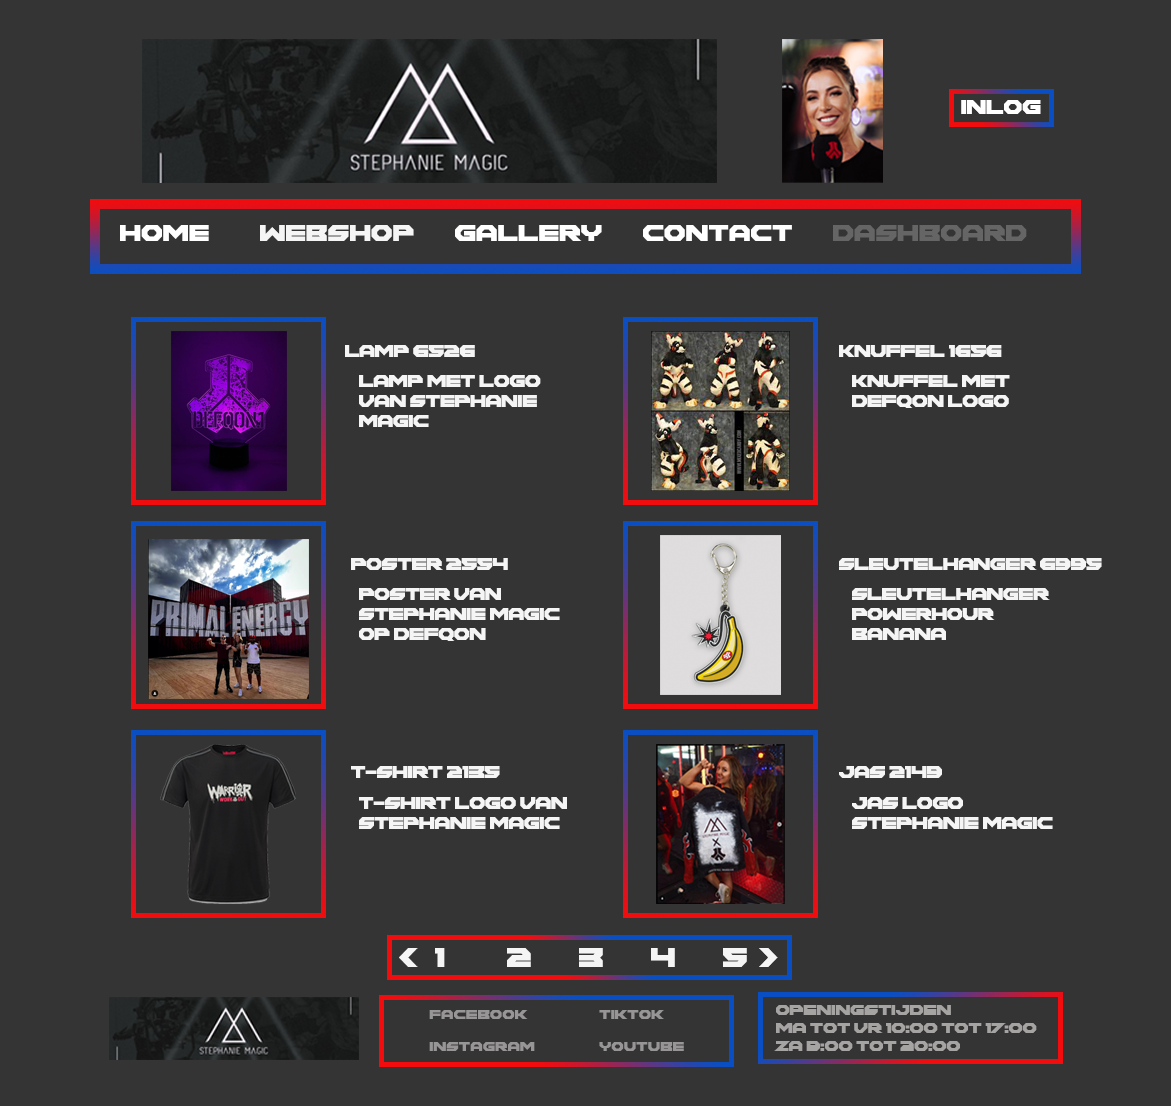 STEPHANIE MAGIC
INLOG
HOME WEBSHOP GALLERY CONTACT DASHBOARD
DEFQON.1
LAMP 6526
LAMP MET LOGO
VAN STEPHANIE
MAGIC
KNUFFEL 1656
KNUFFEL MET
DEFQON LOGO
PRIMAL ENERGY
POSTER 2554
POSTER VAN
STEPHANIE MAGIC
OP DEFQON
SLEUTELHANGER 6995
SLEUTELHANGER
POWERHOUR
BANANA
WARRIOR
WORKOUT
T-SHIRT 2135
T-SHIRT LOGO VAN
STEPHANIE MAGIC
X
JAS 2149
JAS LOGO
STEPHANIE MAGIC
< 1 2 3 4 5 >
STEPHANIE MAGIC
FACEBOOK TIKTOK
INSTAGRAM YOUTUBE
OPENINGSTIJDEN
MA TOT VR 10:00 TOT 17:00
ZA 9:00 TOT 20:00